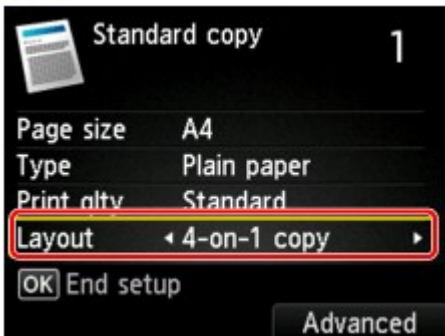 Standard copy 1
Page size A4
Type Plain paper
Print qlty Standard
Layout 4-on-1 copy
OK End setup
Advanced